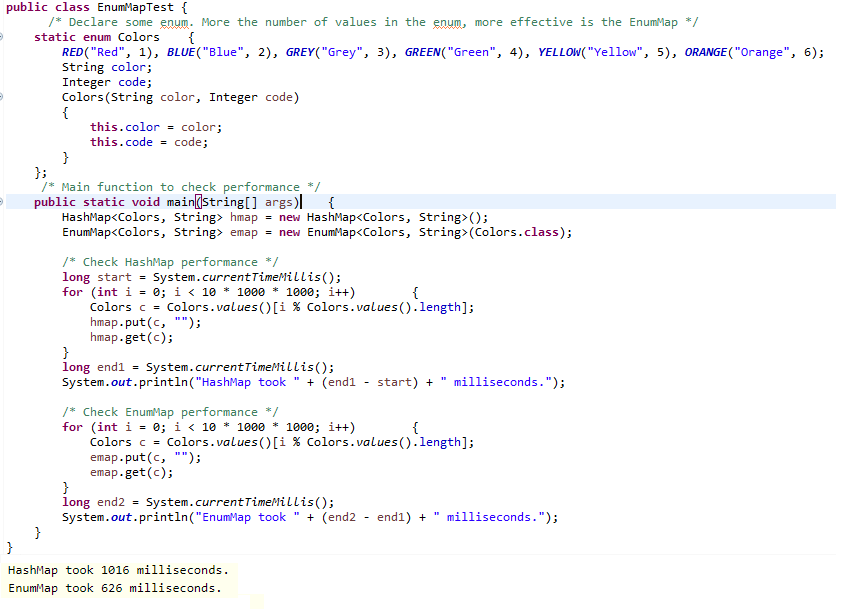 public class EnumMapTest {
/* Declare some enum. More the number of values in the enum, more effective is the EnumMap */
static enum Colors {
RED("Red", 1), BLUE("Blue", 2), GREY("Grey", 3), GREEN("Green", 4), YELLOW("Yellow", 5), ORANGE("Orange", 6);
String color;
Integer code;
Colors(String color, Integer code)
{
this.color = color;
this.code = code;
}
};
/* Main function to check performance */
public static void main(String[] args) {
HashMap<Colors, String> hmap = new HashMap<Colors, String>();
EnumMap<Colors, String> emap = new EnumMap<Colors, String>(Colors.class);
/* Check HashMap performance */
long start = System.currentTimeMillis();
for (int i = 0; i < 10 * 1000 * 1000; i++) {
Colors c = Colors.values()[i % Colors.values().length];
hmap.put(c, "");
hmap.get(c);
}
long end1 = System.currentTimeMillis();
System.out.println("HashMap took " + (end1 - start) + " milliseconds.");
/* Check EnumMap performance */
for (int i = 0; i < 10 * 1000 * 1000; i++) {
Colors c = Colors.values()[i % Colors.values().length];
emap.put(c, "");
emap.get(c);
}
long end2 = System.currentTimeMillis();
System.out.println("EnumMap took " + (end2 - end1) + " milliseconds.");
}
}
HashMap took 1016 milliseconds.
EnumMap took 626 milliseconds.